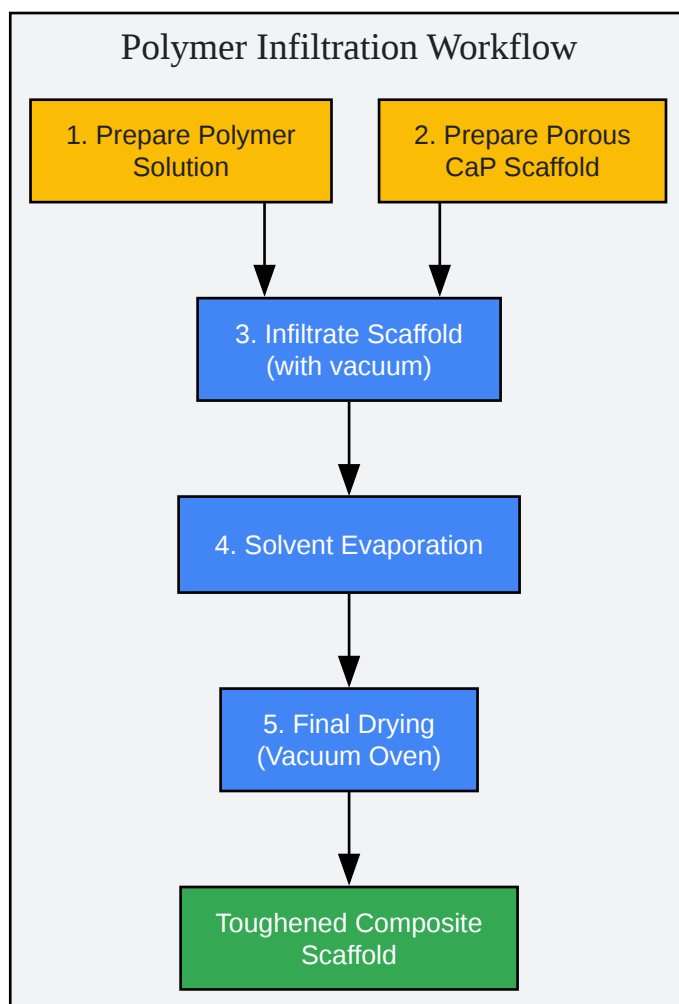 Polymer Infiltration Workflow
1. Prepare Polymer
Solution
2. Prepare Porous
CaP Scaffold
3. Infiltrate Scaffold
(with vacuum)
4. Solvent Evaporation
5. Final Drying
(Vacuum Oven)
Toughened Composite
Scaffold